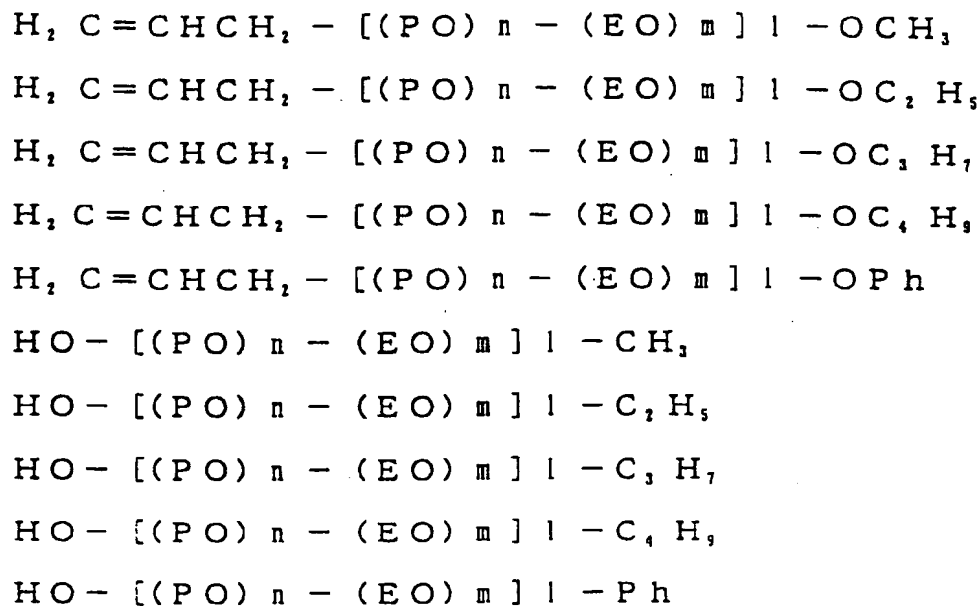 H₂C=CHCH₂-[(PO)n-(EO)m]l-OCH₃
H₂C=CHCH₂-[(PO)n-(EO)m]l-OC₂H₅
H₂C=CHCH₂-[(PO)n-(EO)m]l-OC₃H₇
H₂C=CHCH₂-[(PO)n-(EO)m]l-OC₄H₉
H₂C=CHCH₂-[(PO)n-(EO)m]l-OPh
HO-[(PO)n-(EO)m]l-CH₃
HO-[(PO)n-(EO)m]l-C₂H₅
HO-[(PO)n-(EO)m]l-C₃H₇
HO-[(PO)n-(EO)m]l-C₄H₉
HO-[(PO)n-(EO)m]l-Ph